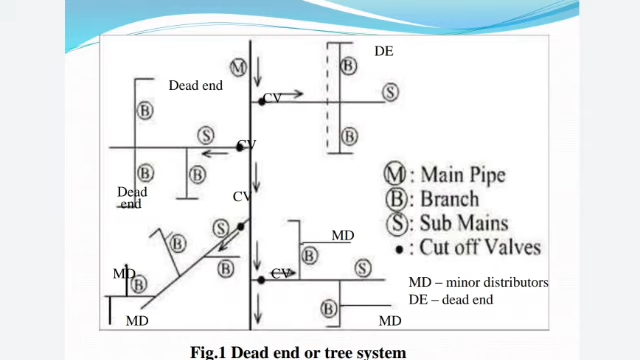 DE
M
B
Dead end
CV
S
B
B
S
CV
B
B
Dead
end
CV
S
B
MD
B
B
MD
CV
S
B
B
MD
MD
M : Main Pipe
B : Branch
S : Sub Mains
• : Cut off Valves
MD – minor distributors
DE – dead end
Fig.1 Dead end or tree system